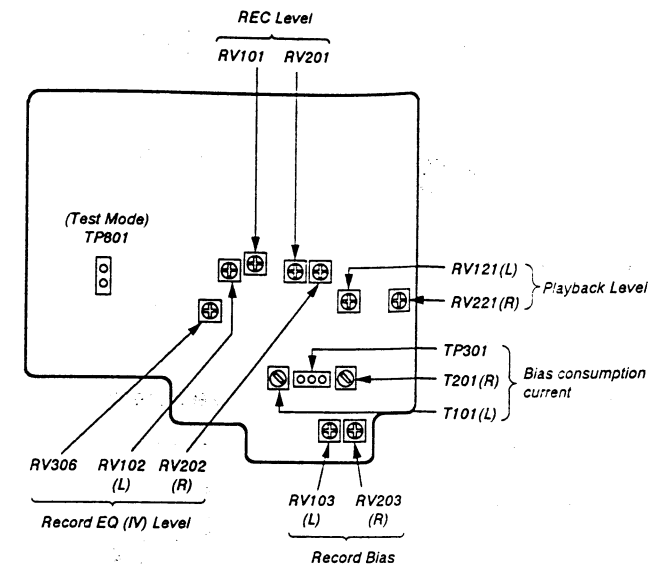 REC Level
RV101 RV201
(Test Mode)
TP801
RV121(L)
RV221(R)
Playback Level
TP301
T201(R)
T101(L)
Bias consumption
current
RV306 RV102 RV202
(L) (R)
Record EQ (IV) Level
RV103 RV203
(L) (R)
Record Bias